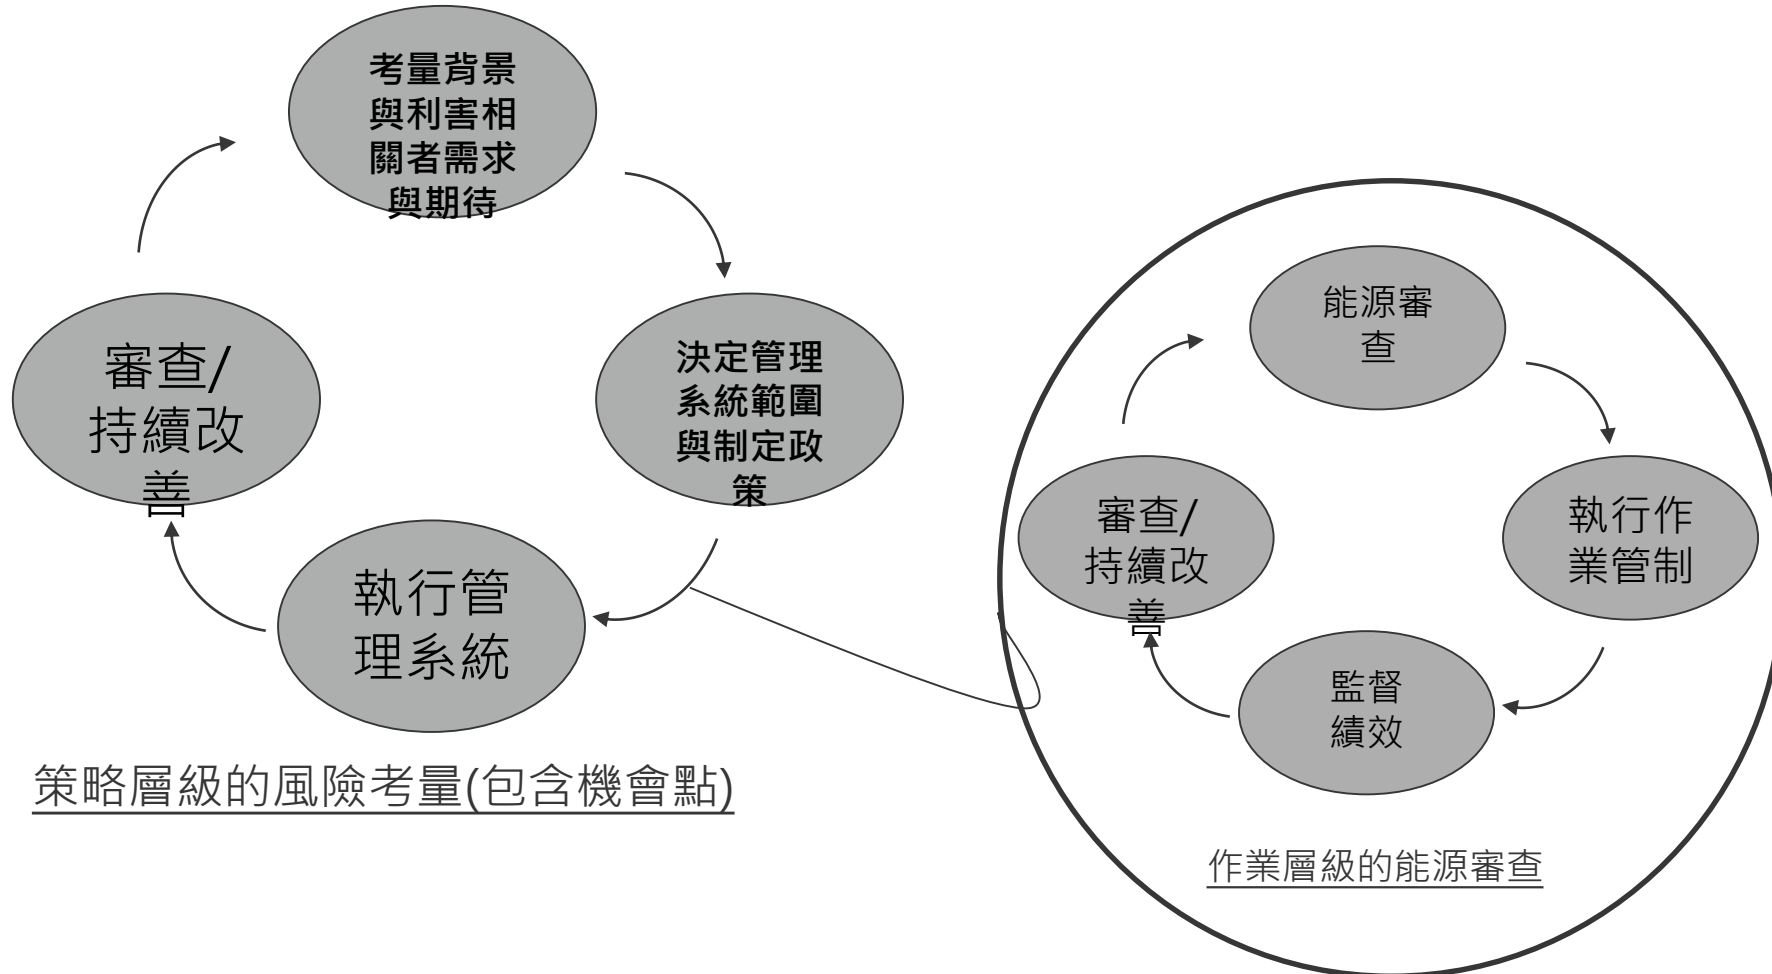 考量背景
與利害相
關者需求
與期待
決定管理
系統範圍
與制定政
策
執行管
理系統
審查/
持續改
善
策略層級的風險考量(包含機會點)
能源審
查
執行作
業管制
監督
績效
審查/
持續改
善
作業層級的能源審查